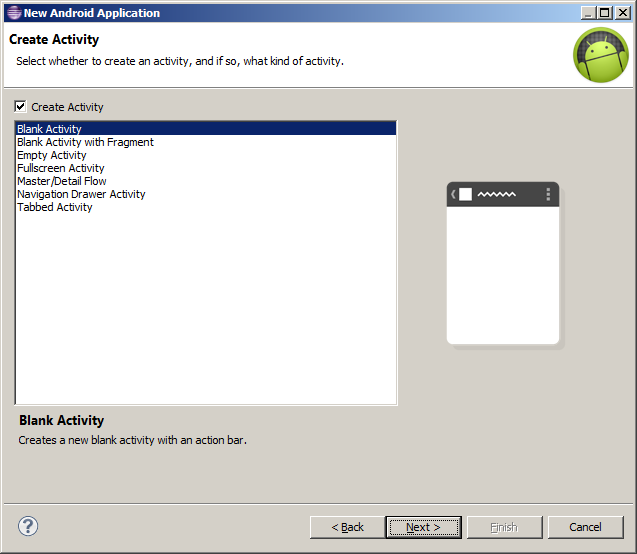 New Android Application
Create Activity
Select whether to create an activity, and if so, what kind of activity.
Create Activity
Blank Activity
Blank Activity with Fragment
Empty Activity
Fullscreen Activity
Master/Detail Flow
Navigation Drawer Activity
Tabbed Activity
Blank Activity
Creates a new blank activity with an action bar.
? < Back Next > Finish Cancel